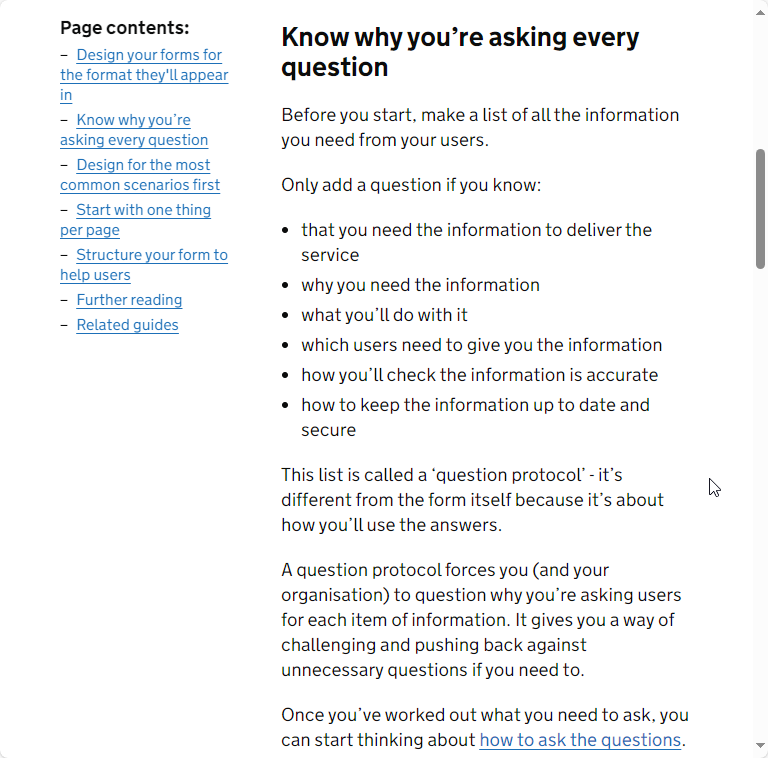 Page contents:
– Design your forms for
the format they'll appear
in
– Know why you’re
asking every question
– Design for the most
common scenarios first
– Start with one thing
per page
– Structure your form to
help users
– Further reading
– Related guides
Know why you’re asking every
question
Before you start, make a list of all the information
you need from your users.
Only add a question if you know:
• that you need the information to deliver the
service
• why you need the information
• what you’ll do with it
• which users need to give you the information
• how you’ll check the information is accurate
• how to keep the information up to date and
secure
This list is called a ‘question protocol’ - it’s
different from the form itself because it’s about
how you’ll use the answers.
A question protocol forces you (and your
organisation) to question why you’re asking users
for each item of information. It gives you a way of
challenging and pushing back against
unnecessary questions if you need to.
Once you’ve worked out what you need to ask, you
can start thinking about how to ask the questions.